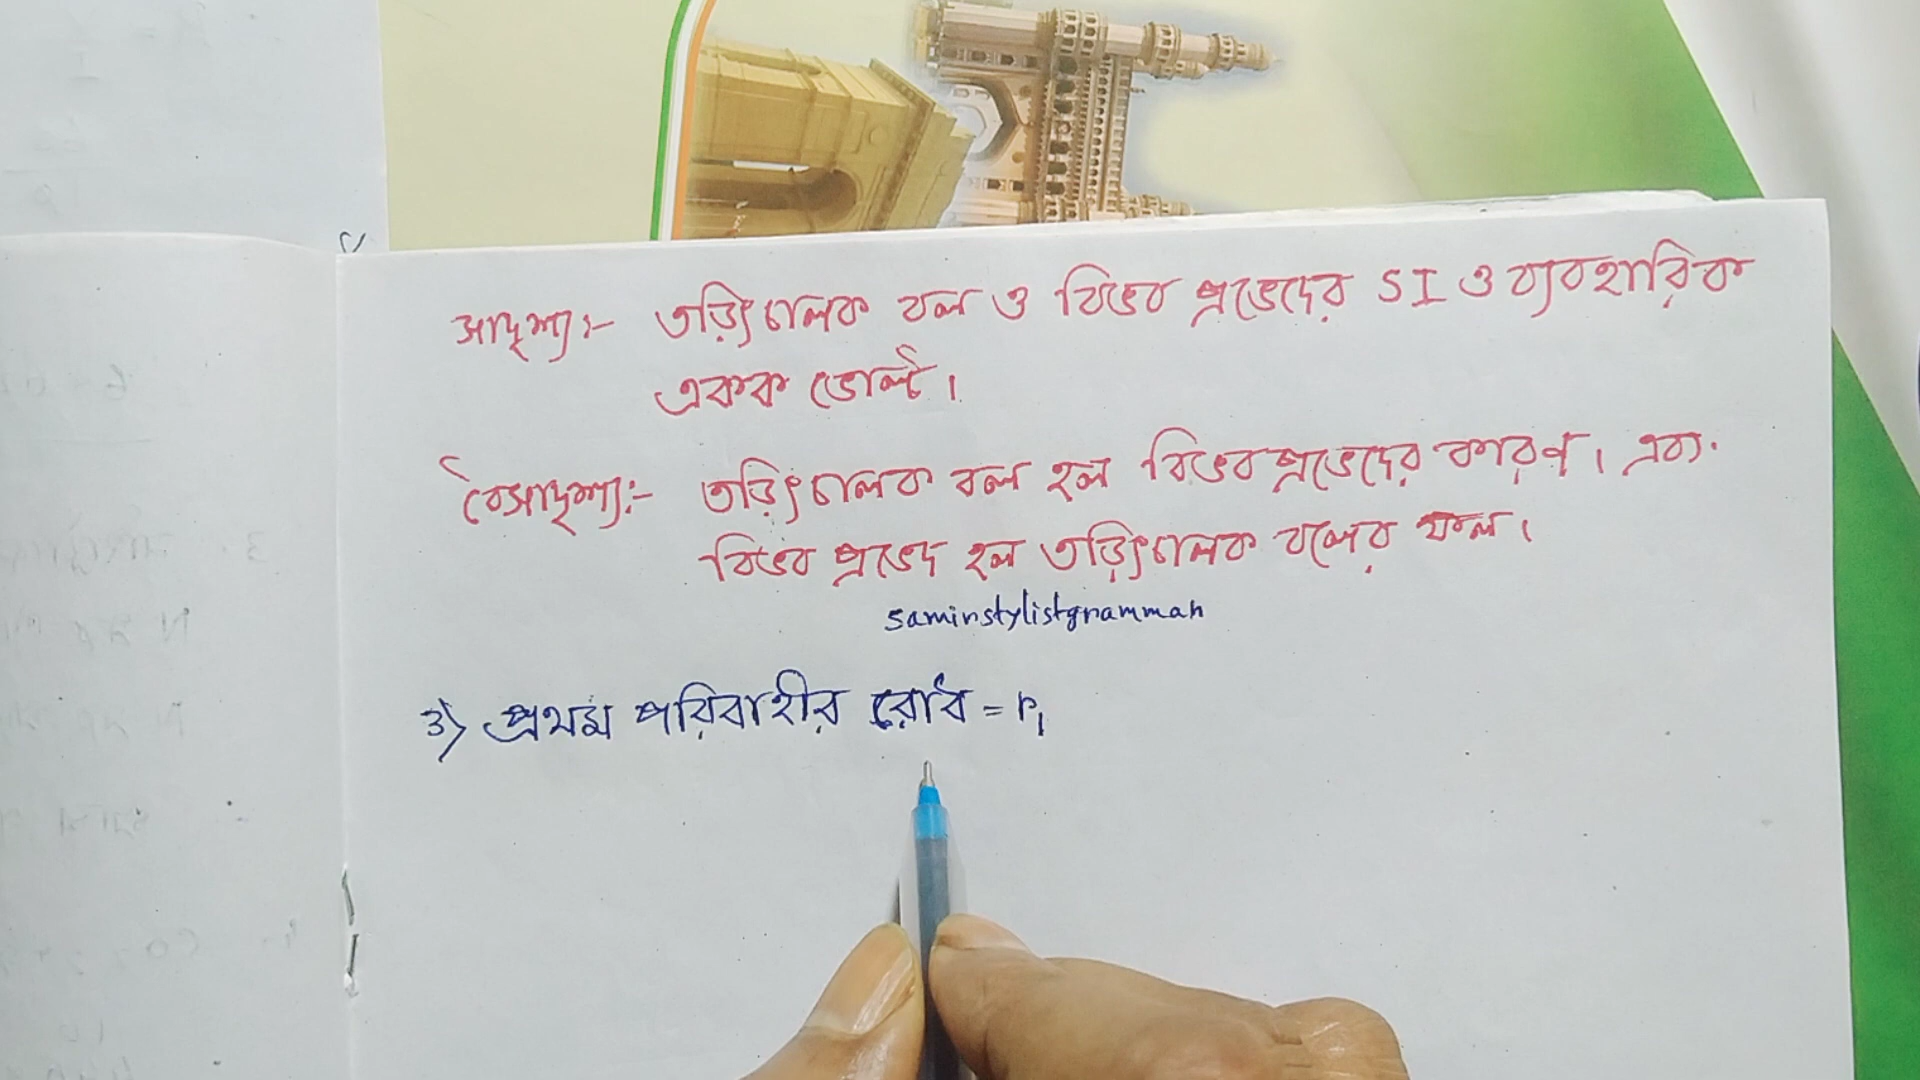 সাদৃশ্য:- তড়িৎচালক বল ও বিভব প্রভেদের SI ও ব্যবহারিক
একক ভোল্ট।
বৈসাদৃশ্য:- তড়িৎচালক বল হল বিভবপ্রভেদের কারণ। এবং
বিভব প্রভেদ হল তড়িৎচালক বলের ফল।
saminstylistgrammar
3) প্রথম পরিবাহীর রোধ = r₁